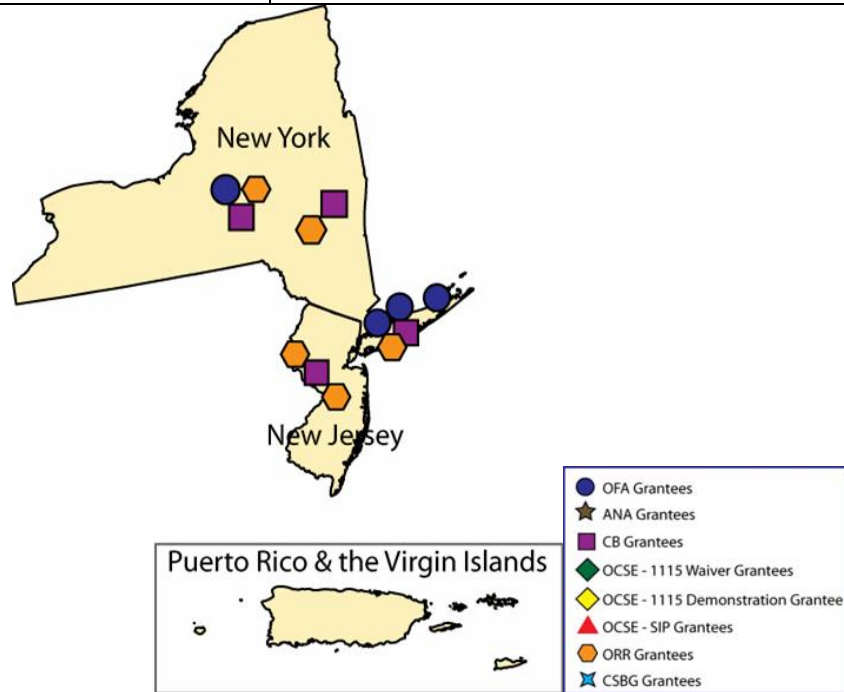 New York
New Jersey
Puerto Rico & the Virgin Islands
OFA Grantees
ANA Grantees
CB Grantees
OCSE - 1115 Waiver Grantees
OCSE - 1115 Demonstration Grantee
OCSE - SIP Grantees
ORR Grantees
CSBG Grantees